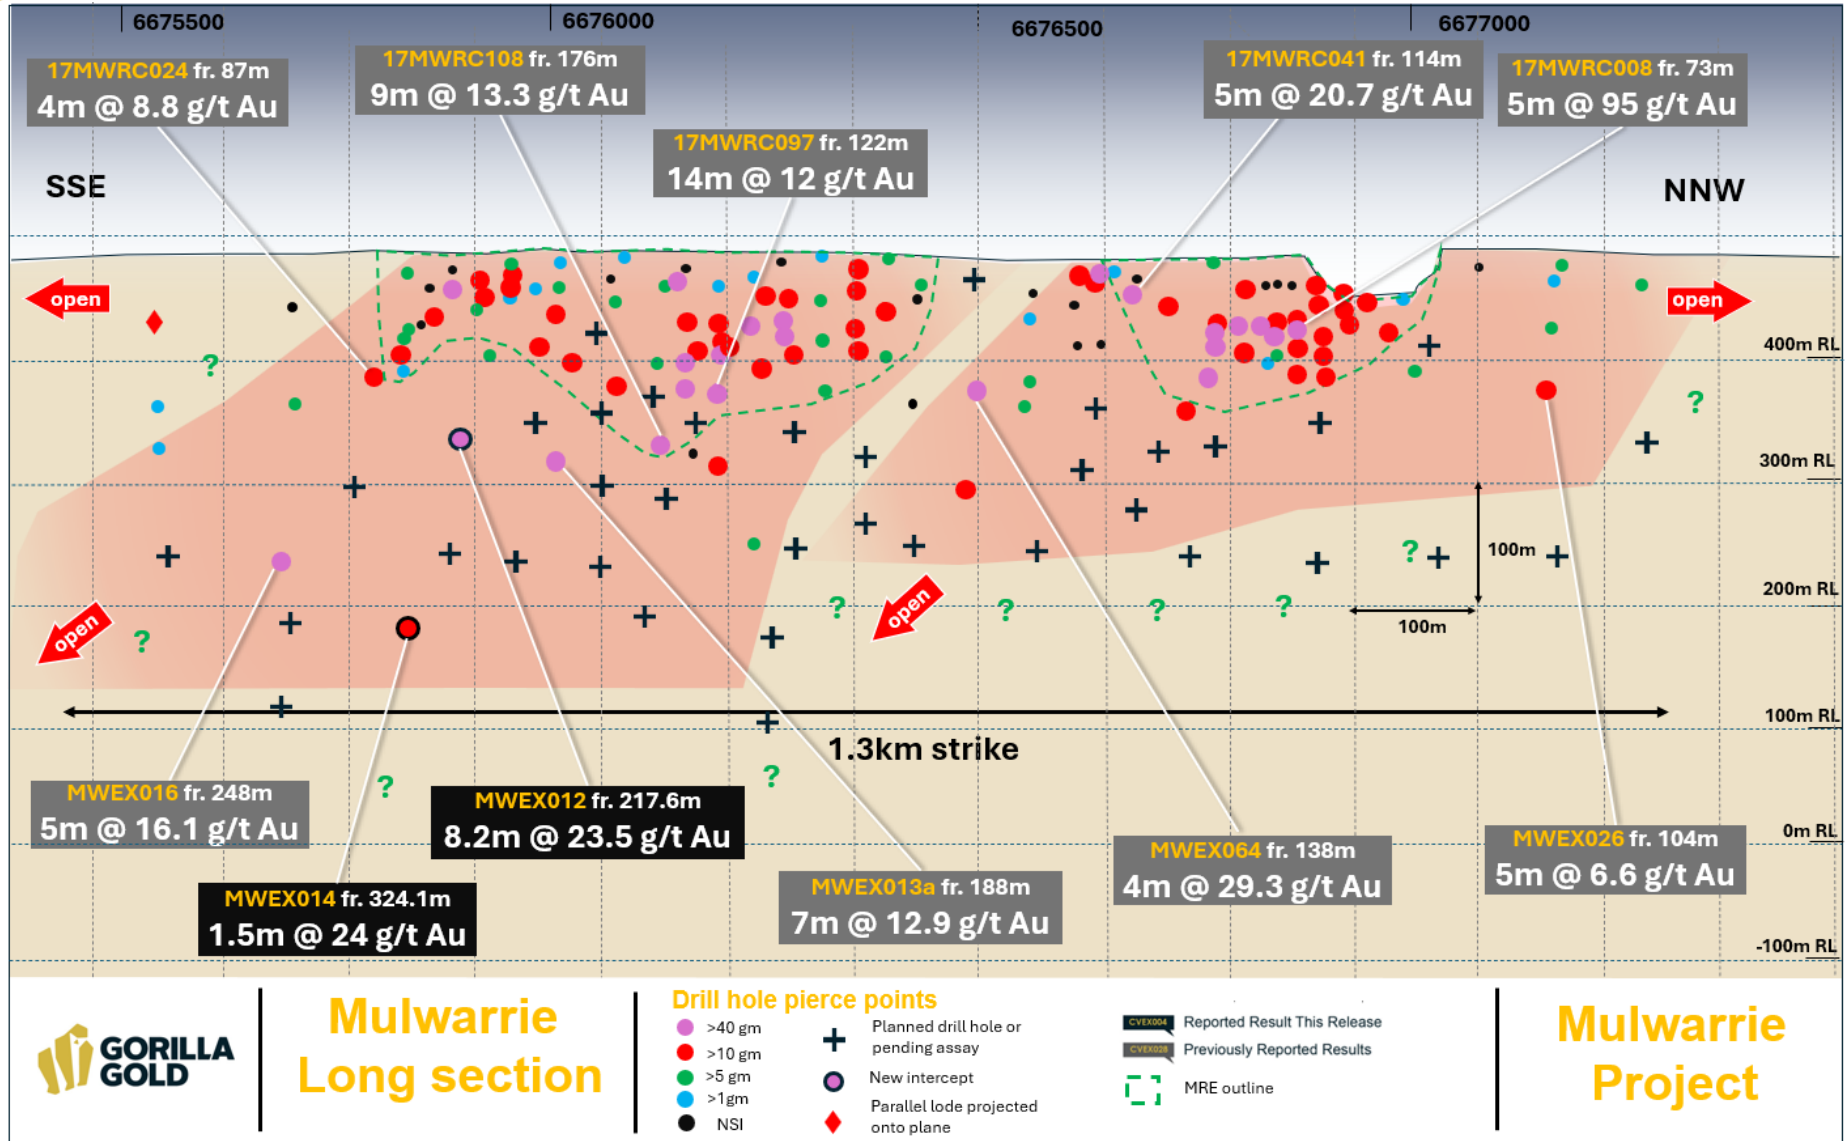 6675500
6676000
6676500
6677000
17MWRC024 fr. 87m
4m @ 8.8 g/t Au
17MWRC108 fr. 176m
9m @ 13.3 g/t Au
17MWRC097 fr. 122m
14m @ 12 g/t Au
17MWRC041 fr. 114m
5m @ 20.7 g/t Au
17MWRC008 fr. 73m
5m @ 95 g/t Au
SSE
NNW
open
open
?
400m RL
?
300m RL
?
100m
200m RL
?
?
?
?
100m
open
open
?
100m RL
1.3km strike
?
?
0m RL
MWEX016 fr. 248m
5m @ 16.1 g/t Au
MWEX012 fr. 217.6m
8.2m @ 23.5 g/t Au
MWEX014 fr. 324.1m
1.5m @ 24 g/t Au
MWEX013a fr. 188m
7m @ 12.9 g/t Au
MWEX064 fr. 138m
4m @ 29.3 g/t Au
MWEX026 fr. 104m
5m @ 6.6 g/t Au
-100m RL
GORILLA
GOLD
Mulwarrie
Long section
Drill hole pierce points
>40 gm
>10 gm
>5 gm
>1gm
NSI
Planned drill hole or
pending assay
New intercept
Parallel lode projected
onto plane
CVEX004
Reported Result This Release
CVEX028
Previously Reported Results
MRE outline
Mulwarrie
Project